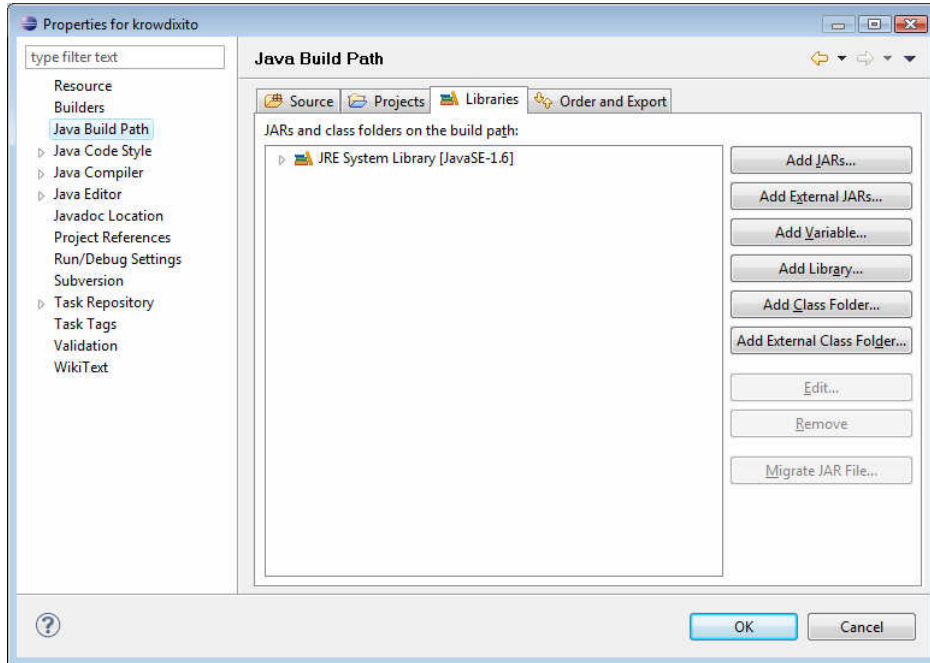 Properties for krowdixito
type filter text
Resource
Builders
Java Build Path
Java Code Style
Java Compiler
Java Editor
Javadoc Location
Project References
Run/Debug Settings
Subversion
Task Repository
Task Tags
Validation
WikiText
Java Build Path
Source Projects Libraries Order and Export
JARs and class folders on the build path:
JRE System Library [JavaSE-1.6]
Add JARs...
Add External JARs...
Add Variable...
Add Library...
Add Class Folder...
Add External Class Folder...
Edit...
Remove
Migrate JAR File...
?
OK Cancel